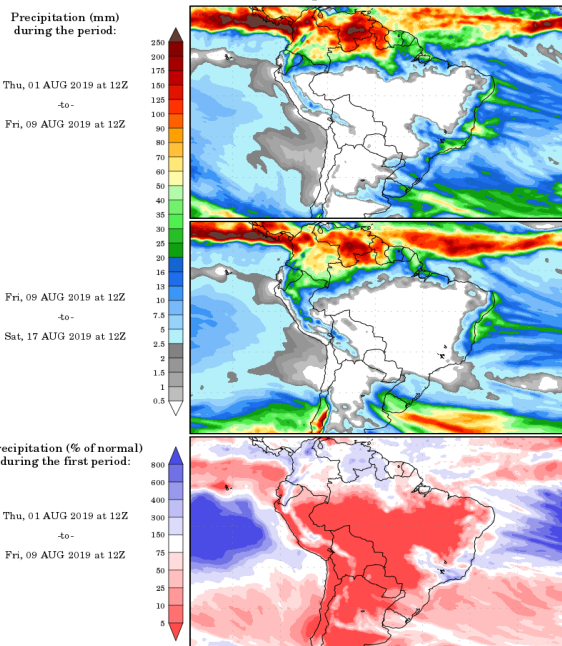 Precipitation (mm)
during the period:
Thu, 01 AUG 2019 at 12Z
-to-
Fri, 09 AUG 2019 at 12Z
250
200
175
150
125
100
90
80
70
60
50
40
35
30
25
20
16
13
10
7.5
5
2.5
2
1.5
1
0.5
Fri, 09 AUG 2019 at 12Z
-to-
Sat, 17 AUG 2019 at 12Z
recipitation (% of normal)
during the first period:
Thu, 01 AUG 2019 at 12Z
-to-
Fri, 09 AUG 2019 at 12Z
800
600
400
300
150
75
50
25
10
5